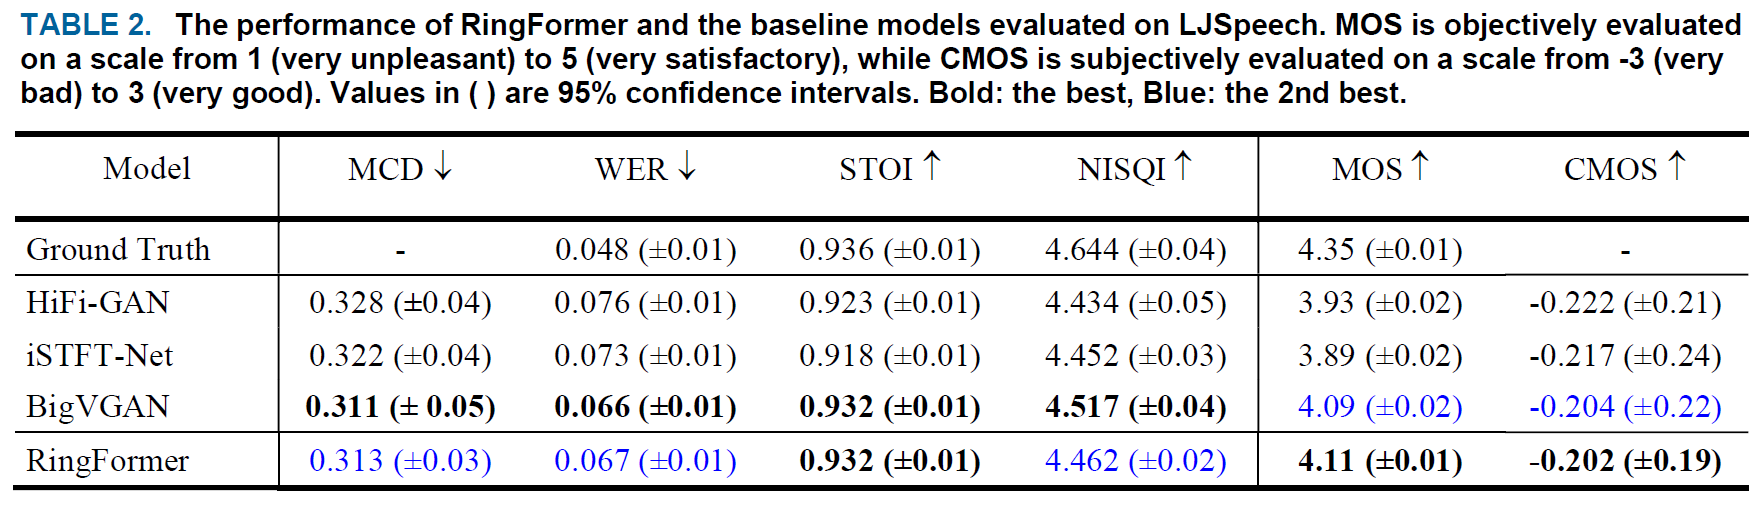 TABLE 2. The performance of RingFormer and the baseline models evaluated on LJSpeech. MOS is objectively evaluated
on a scale from 1 (very unpleasant) to 5 (very satisfactory), while CMOS is subjectively evaluated on a scale from -3 (very
bad) to 3 (very good). Values in ( ) are 95% confidence intervals. Bold: the best, Blue: the 2nd best.
Model MCD ↓ WER ↓ STOI ↑ NISQI ↑ MOS ↑ CMOS ↑
Ground Truth - 0.048 (±0.01) 0.936 (±0.01) 4.644 (±0.04) 4.35 (±0.01) -
HiFi-GAN 0.328 (±0.04) 0.076 (±0.01) 0.923 (±0.01) 4.434 (±0.05) 3.93 (±0.02) -0.222 (±0.21)
iSTFT-Net 0.322 (±0.04) 0.073 (±0.01) 0.918 (±0.01) 4.452 (±0.03) 3.89 (±0.02) -0.217 (±0.24)
BigVGAN 0.311 (± 0.05) 0.066 (±0.01) 0.932 (±0.01) 4.517 (±0.04) 4.09 (±0.02) -0.204 (±0.22)
RingFormer 0.313 (±0.03) 0.067 (±0.01) 0.932 (±0.01) 4.462 (±0.02) 4.11 (±0.01) -0.202 (±0.19)